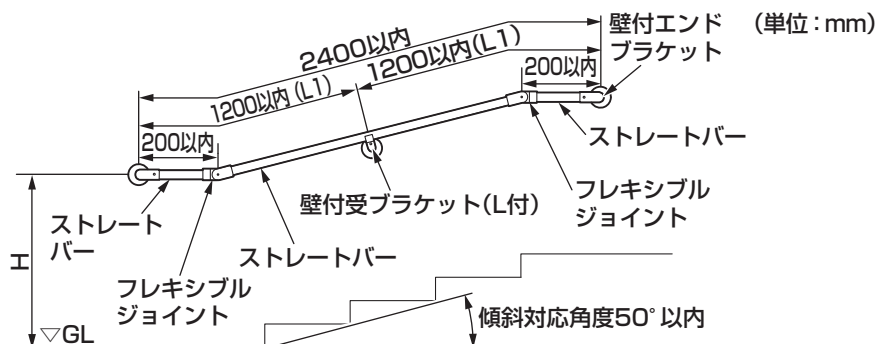 壁付エンド
ブラケット
(単位:mm)
2400以内
1200以内(L1)
1200以内(L1)
200以内
200以内
ストレートバー
フレキシブル
ジョイント
壁付受ブラケット(L付)
ストレート
バー
ストレートバー
フレキシブル
ジョイント
H
▽GL
傾斜対応角度50°以内